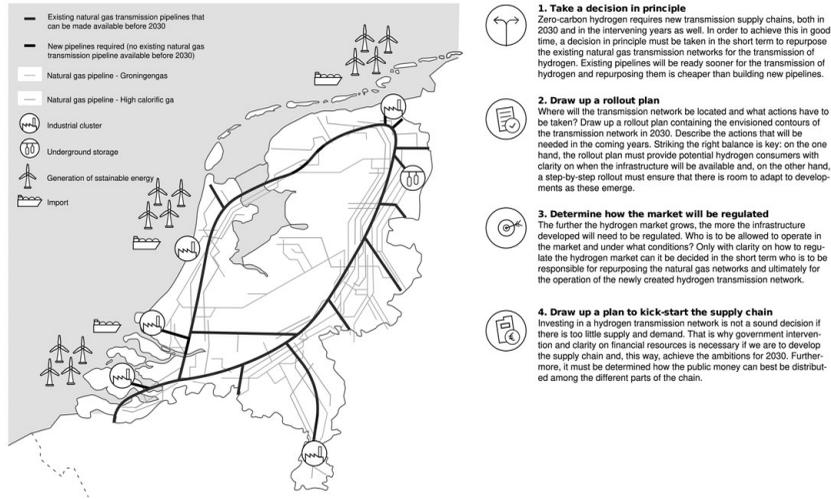 Existing natural gas transmission pipelines that
can be made available before 2030
New pipelines required (no existing natural gas
transmission pipeline available before 2030)
Natural gas pipeline - Groningengas
Natural gas pipeline - High calorific ga
Industrial cluster
Underground storage
Generation of sstainable energy
Import
1. Take a decision in principle
Zero-carbon hydrogen requires new transmission supply chains, both in
2030 and in the intervening years as well. In order to achieve this in good
time, a decision in principle must be taken in the short term to repurpose
the existing natural gas transmission networks for the transmission of
hydrogen. Existing pipelines will be ready sooner for the transmission of
hydrogen and repurposing them is cheaper than building new pipelines.
2. Draw up a rollout plan
Where will the transmission network be located and what actions have to
be taken? Draw up a rollout plan containing the envisioned contours of
the transmission network in 2030. Describe the actions that will be
needed in the coming years. Striking the right balance is key: on the one
hand, the rollout plan must provide potential hydrogen consumers with
clarity on when the infrastructure will be available and, on the other hand,
a step-by-step rollout must ensure that there is room to adapt to develop-
ments as these emerge.
3. Determine how the market will be regulated
The further the hydrogen market grows, the more the infrastructure
developed will need to be regulated. Who is to be allowed to operate in
the market and under what conditions? Only with clarity on how to regu-
late the hydrogen market can it be decided in the short term who is to be
responsible for repurposing the natural gas networks and ultimately for
the operation of the newly created hydrogen transmission network.
4. Draw up a plan to kick-start the supply chain
Investing in a hydrogen transmission network is not a sound decision if
there is too little supply and demand. That is why government interven-
tion and clarity on financial resources is necessary if we are to develop
the supply chain and, this way, achieve the ambitions for 2030. Further-
more, it must be determined how the public money can best be distribut-
ed among the different parts of the chain.